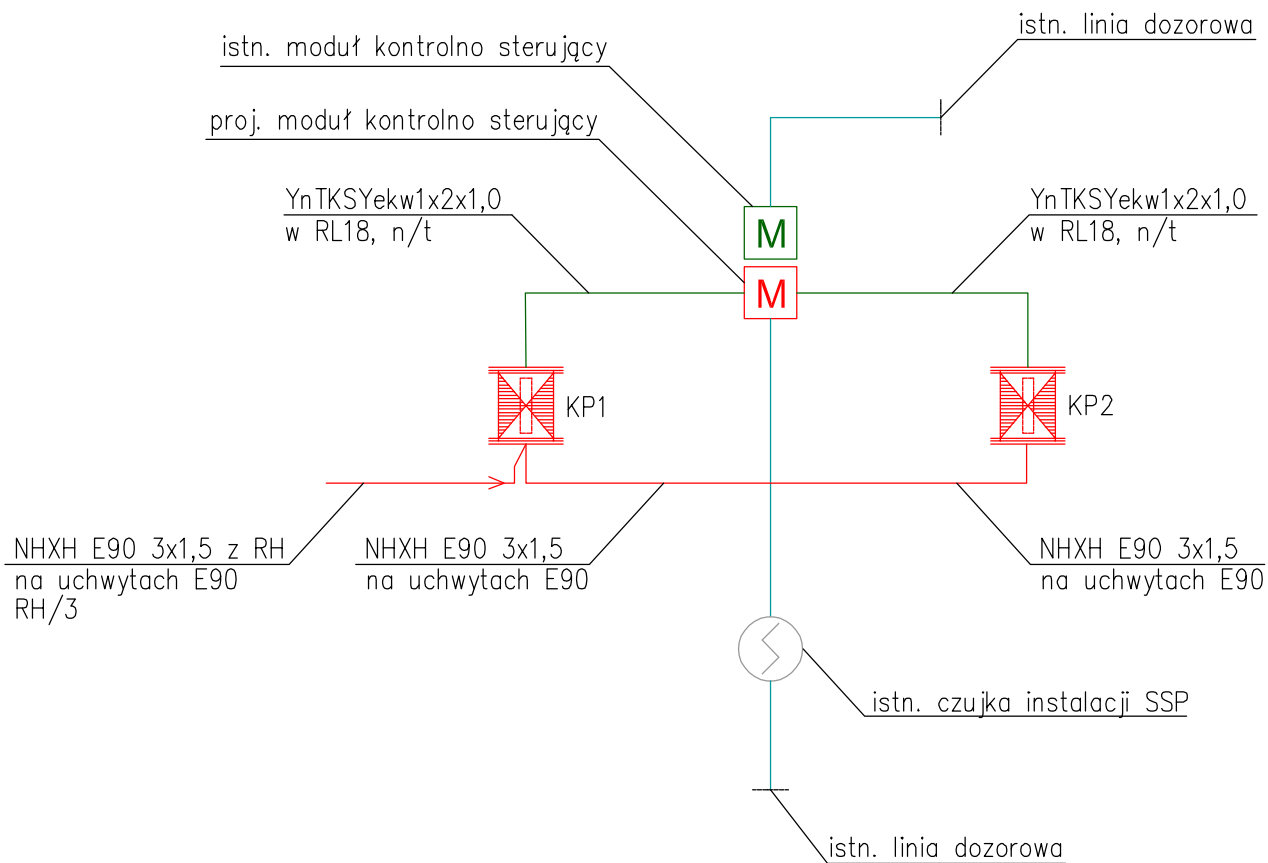 istn. linia dozorowa
istn. moduł kontrolno sterujący
proj. moduł kontrolno sterujący
YnTKSYekw1x2x1,0
w RL18, n/t
YnTKSYekw1x2x1,0
w RL18, n/t
M
M
KP1
KP2
NHXH E90 3x1,5 z RH
na uchwytach E90
RH/3
NHXH E90 3x1,5
na uchwytach E90
NHXH E90 3x1,5
na uchwytach E90
istn. czujka instalacji SSP
istn. linia dozorowa